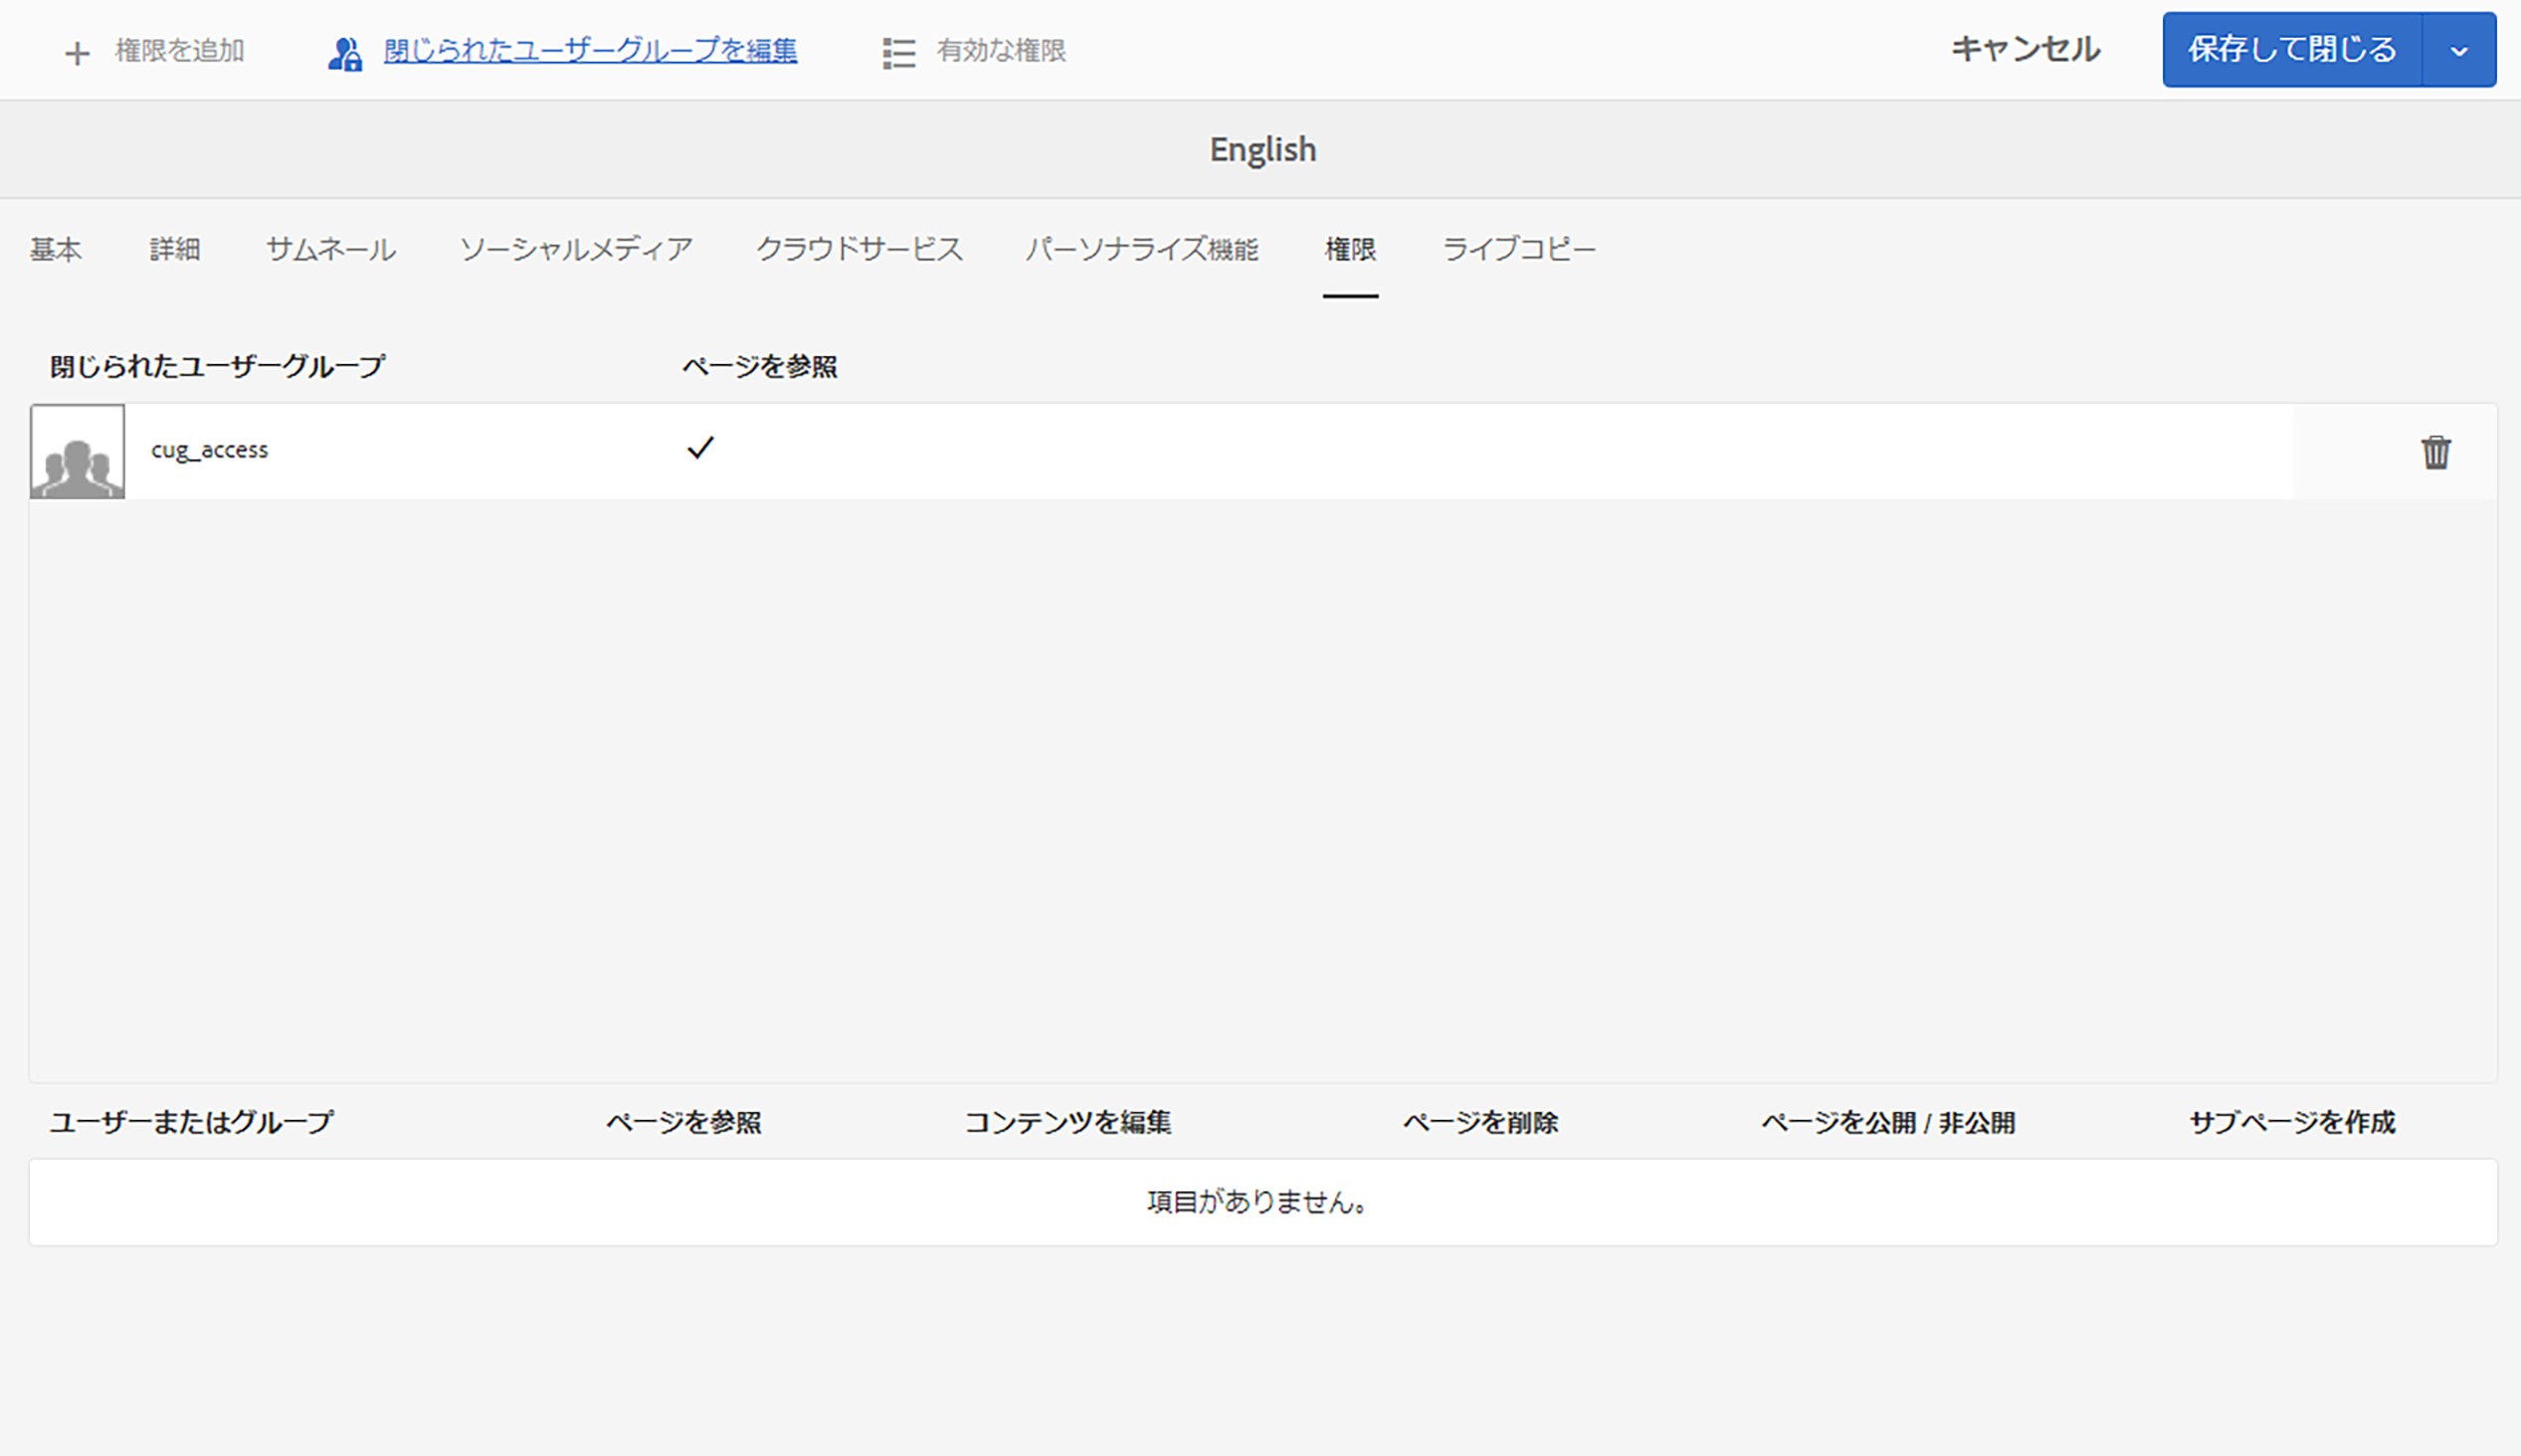 権限を追加 閉じられたユーザーグループを編集 有効な権限 キャンセル 保存して閉じる
English
基本 詳細 サムネール ソーシャルメディア クラウドサービス パーソナライズ機能 権限 ライブコピー
閉じられたユーザーグループ ページを参照
cug_access
ユーザーまたはグループ ページを参照 コンテンツを編集 ページを削除 ページを公開 / 非公開 サブページを作成
項目がありません。